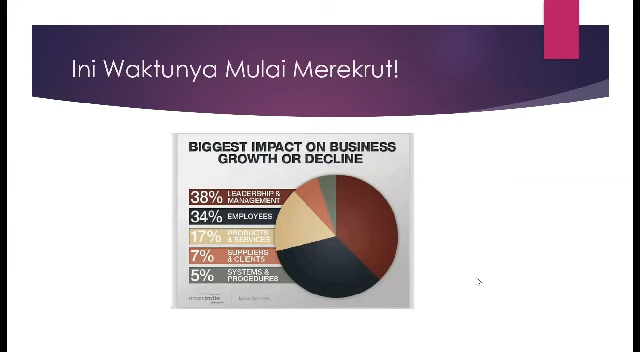 Ini Waktunya Mulai Merekrut!
BIGGEST IMPACT ON BUSINESS
GROWTH OR DECLINE
38% LEADERSHIP &
MANAGEMENT
34% EMPLOYEES
17% PRODUCTS
& SERVICES
7% SUPPLIERS
& CLIENTS
5% SYSTEMS &
PROCEDURES
mccrindle